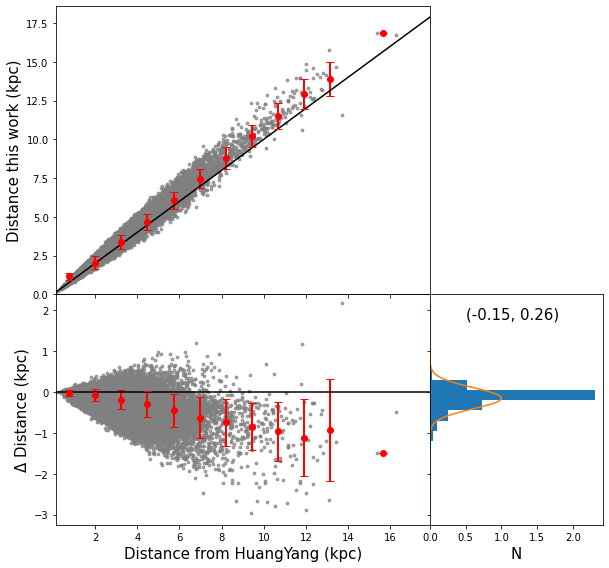 17.5
15.0
12.5
10.0
7.5
5.0
2.5
0.0
Distance this work (kpc)
2
1
0
−1
−2
−3
Δ Distance (kpc)
2 4 6 8 10 12 14 16
Distance from HuangYang (kpc)
(-0.15, 0.26)
0.0 0.5 1.0 1.5 2.0
N